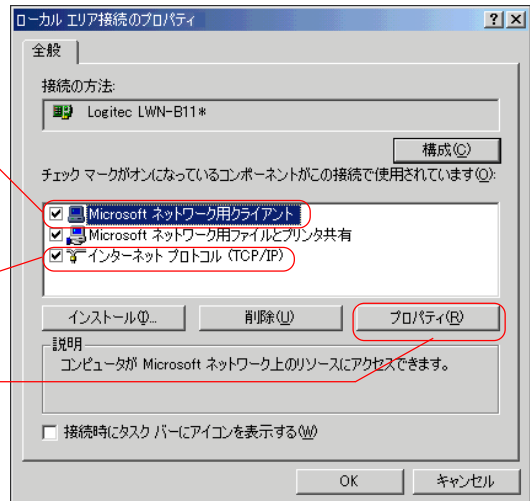 ローカル エリア接続のプロパティ
全般
接続の方法:
Logitec LWN-B11*
構成(C)
チェック マークがオンになっているコンポーネントがこの接続で使用されています(O):
Microsoft ネットワーク用クライアント
Microsoft ネットワーク用ファイルとプリンタ共有
インターネット プロトコル (TCP/IP)
インストール(I)... 削除(U) プロパティ(R)
説明
コンピュータが Microsoft ネットワーク上のリソースにアクセスできます。
接続時にタスク バーにアイコンを表示する(W)
OK キャンセル